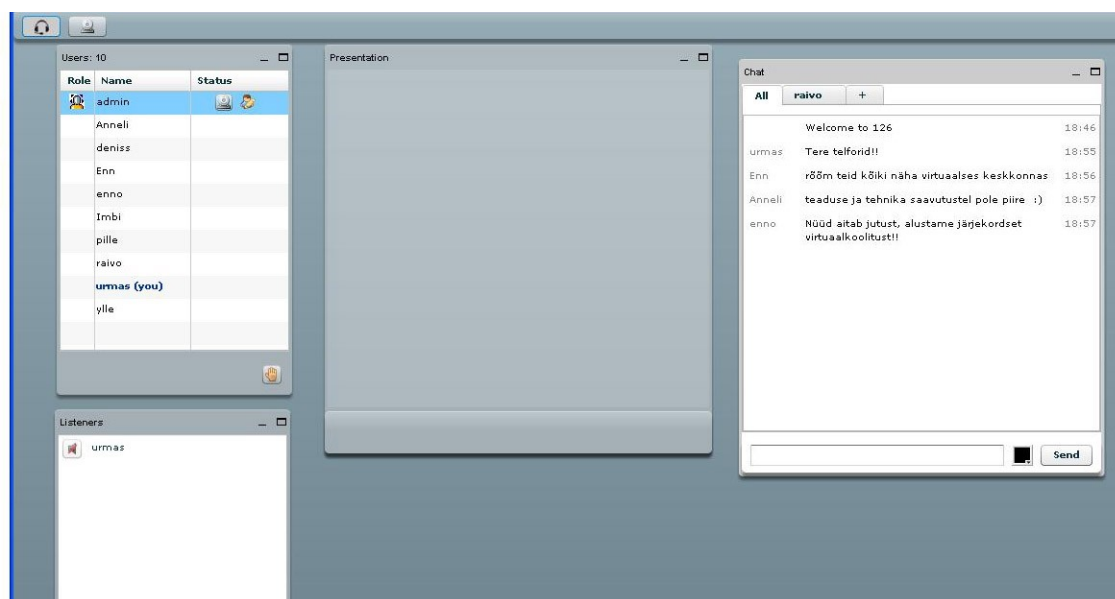 Users: 10
Role Name Status
admin
Anneli
deniss
Enn
enno
Imbi
pille
raivo
urmas (you)
ylle
Listeners
urmas
Presentation
Chat
All raivo +
Welcome to 126 18:46
urmas Tere telforid!! 18:55
Enn rõõm teid kõiki näha virtuaalses keskkonnas 18:56
Anneli teaduse ja tehnika saavutustel pole piire :) 18:57
enno Nüüd aitab jutust, alustame järjekordset 18:57
virtuaalkoolitust!!
Send